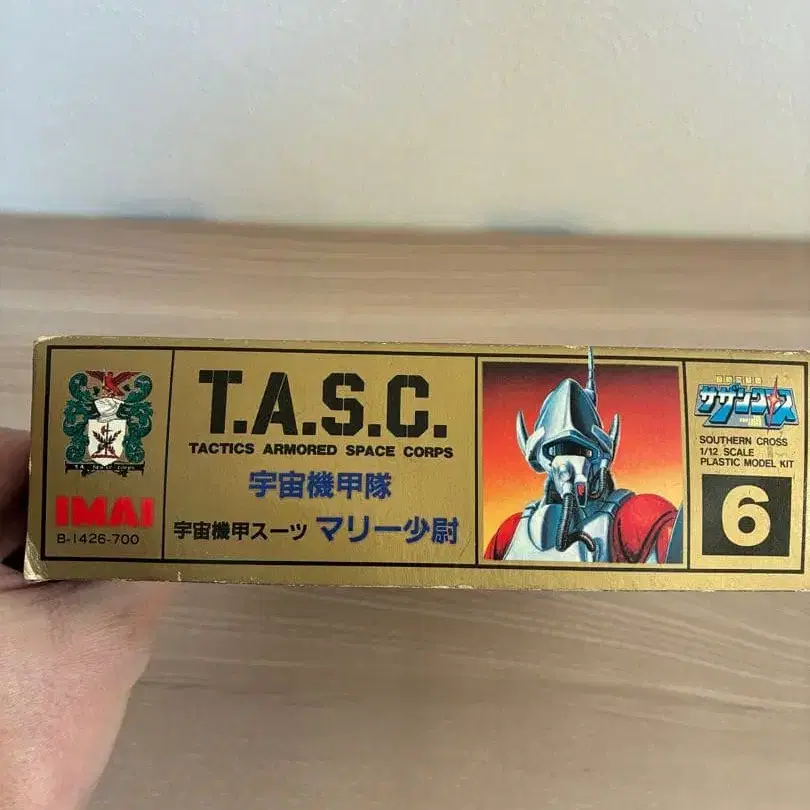 IMAI
B-1426-700
T.A.S.C.
TACTICS ARMORED SPACE CORPS
宇宙機甲隊
宇宙機甲スーツ マリー少尉
サザンクロス
SOUTHERN CROSS
1/12 SCALE
PLASTIC MODEL KIT
6